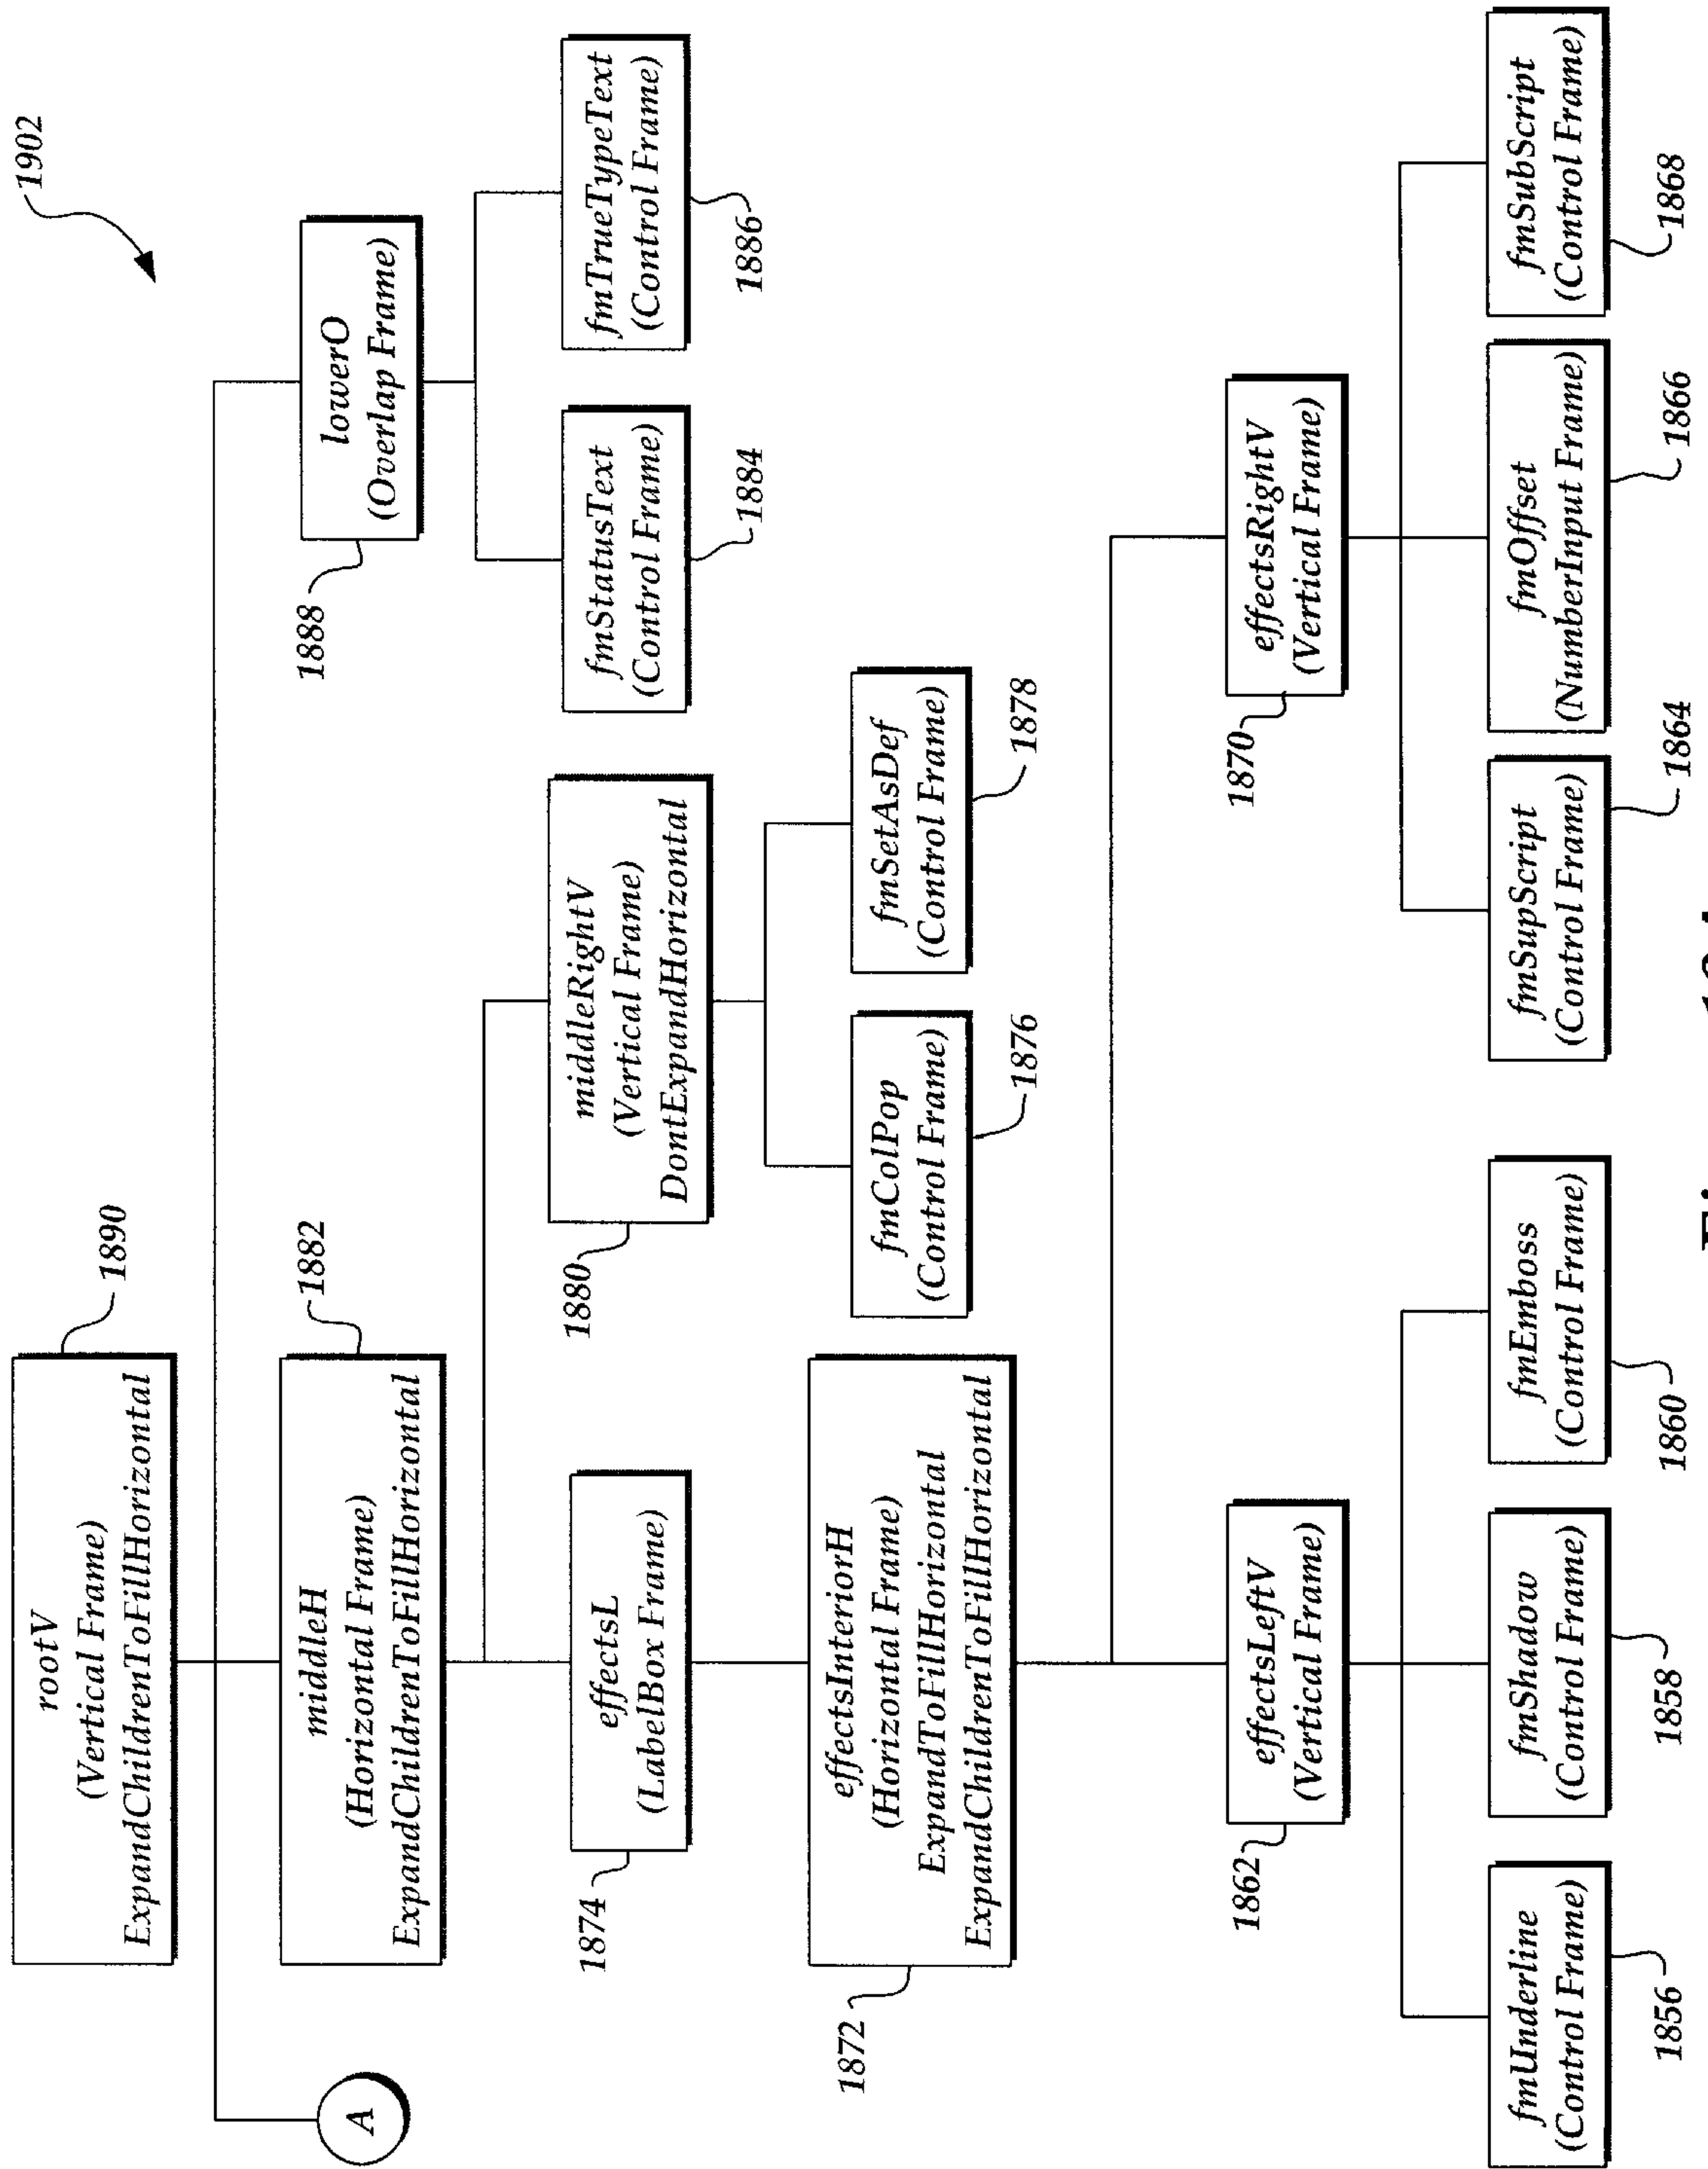 1902
rootV
(Vertical Frame)
ExpandChildrenToFillHorizontal
1890
A
middleH
(Horizontal Frame)
ExpandChildrenToFillHorizontal
1882
lowerO
(Overlap Frame)
1888
effectsL
(LabelBox Frame)
1874
middleRightV
(Vertical Frame)
DontExpandHorizontal
1880
fmStatusText
(Control Frame)
1884
fmTrueTypeText
(Control Frame)
1886
effectsInteriorH
(Horizontal Frame)
ExpandToFillHorizontal
ExpandChildrenToFillHorizontal
1872
fmColPop
(Control Frame)
1876
fmSetAsDef
(Control Frame)
1878
effectsLeftV
(Vertical Frame)
1862
effectsRightV
(Vertical Frame)
1870
fmUnderline
(Control Frame)
1856
fmShadow
(Control Frame)
1858
fmEmboss
(Control Frame)
1860
fmSupScript
(Control Frame)
1864
fmOffset
(NumberInput Frame)
1866
fmSubScript
(Control Frame)
1868